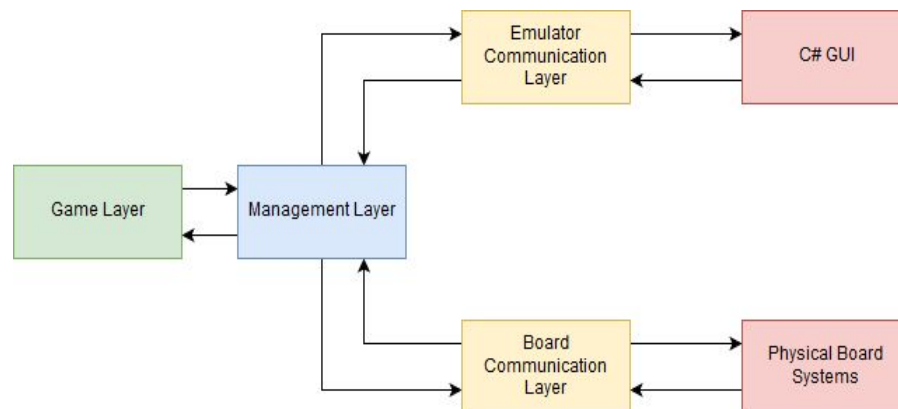 Emulator
Communication
Layer
C# GUI
Game Layer
Management Layer
Board
Communication
Layer
Physical Board
Systems